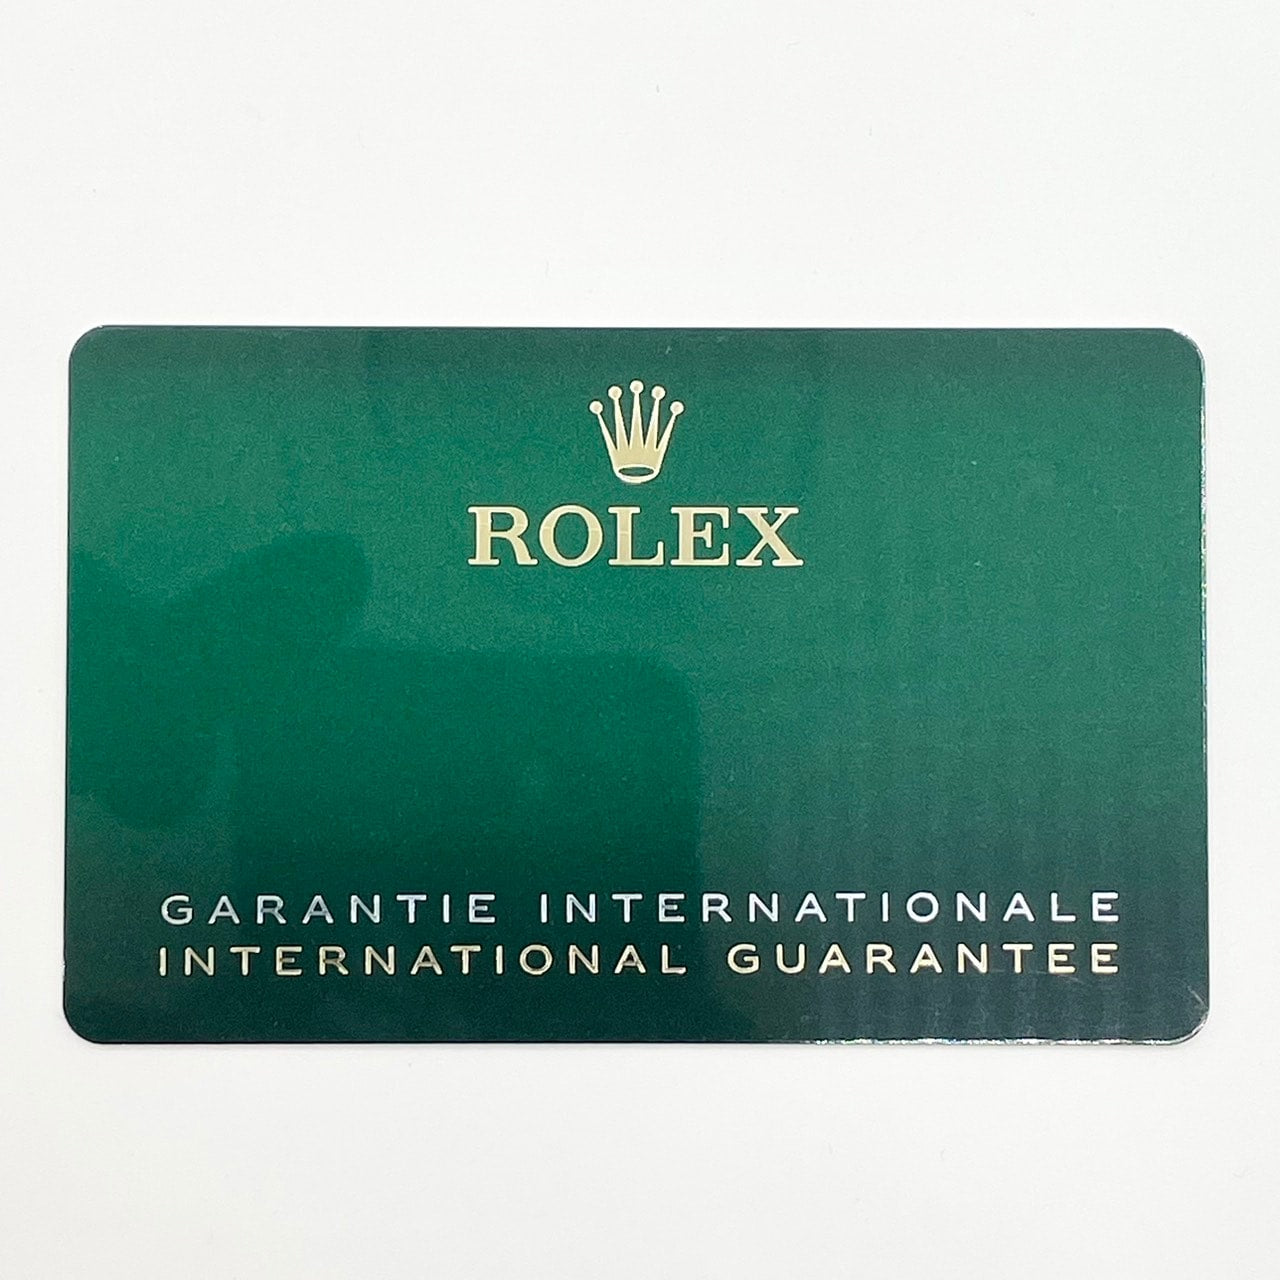 ROLEX
GARANTIE INTERNATIONALE
INTERNATIONAL GUARANTEE